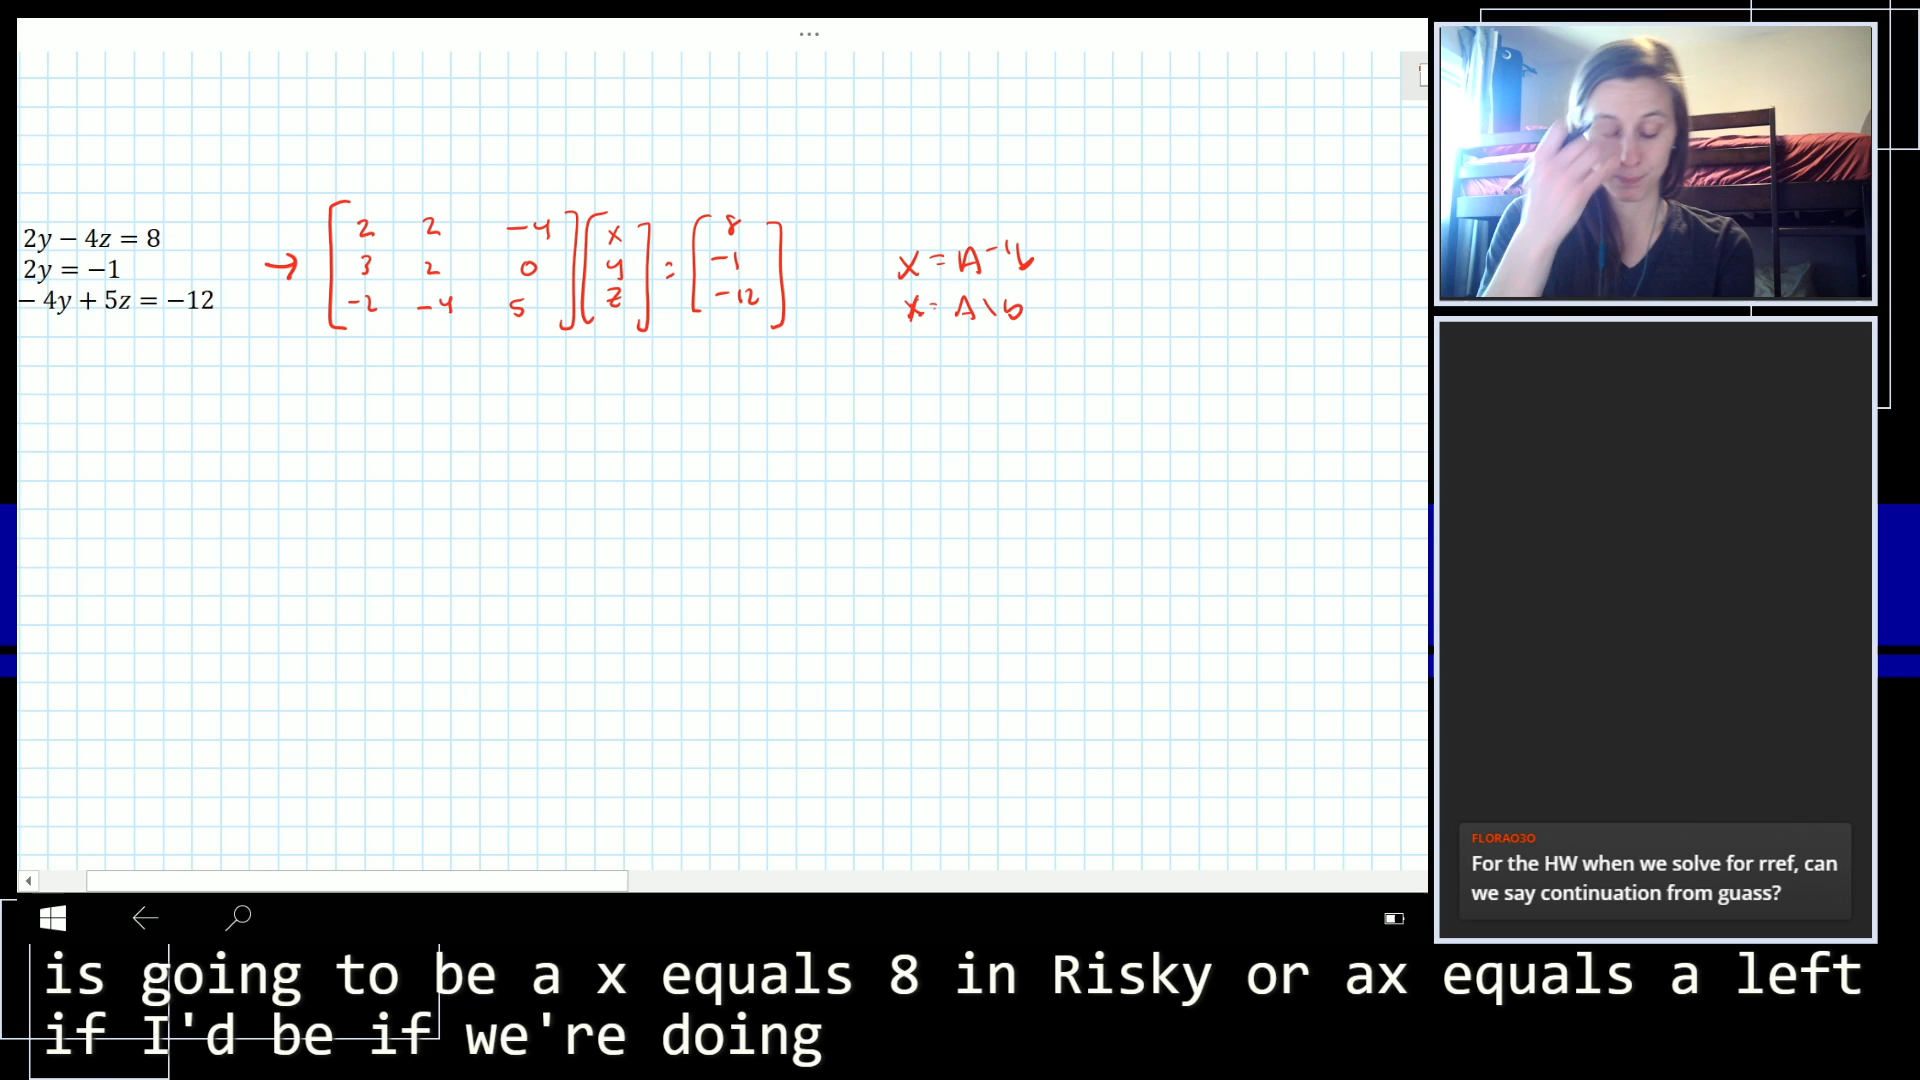 ...
2y − 4z = 8
2y = −1
− 4y + 5z = −12
→ [ 2 2 −4 ] [ x ] = [ 8 ]
[ 3 2 0 ] [ y ] [ −1 ]
[ −2 −4 5 ] [ z ] [ −12 ]
x = A⁻¹b
x = A\b
FLORAO3O
For the HW when we solve for rref, can
we say continuation from guass?
is going to be a x equals 8 in Risky or ax equals a left
if I'd be if we're doing